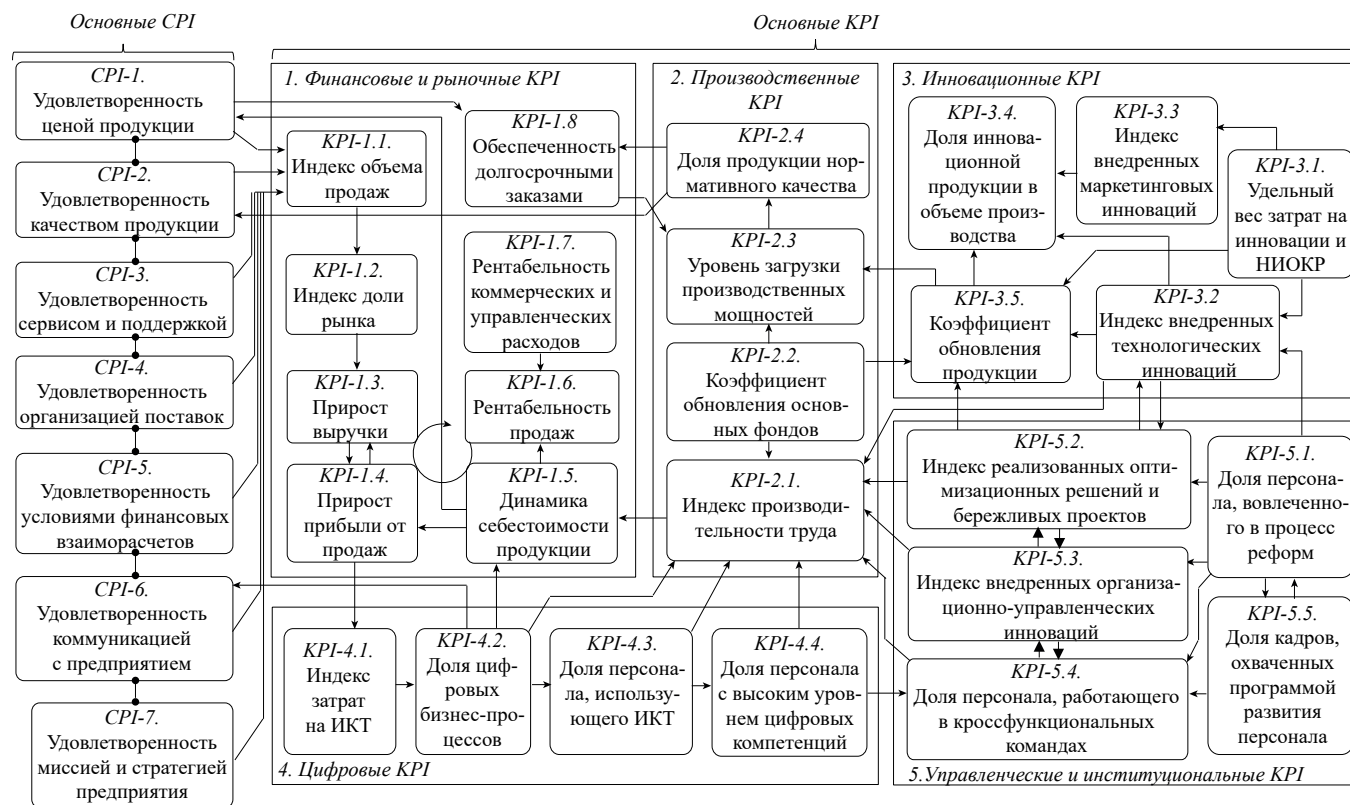 Основные CPI
Основные KPI
CPI-1.
Удовлетворенность
ценой продукции
CPI-2.
Удовлетворенность
качеством продукции
CPI-3.
Удовлетворенность
сервисом и поддержкой
CPI-4.
Удовлетворенность
организацией поставок
CPI-5.
Удовлетворенность
условиями финансовых
взаиморасчетов
CPI-6.
Удовлетворенность
коммуникацией
с предприятием
CPI-7.
Удовлетворенность
миссией и стратегией
предприятия
1. Финансовые и рыночные KPI
KPI-1.1.
Индекс объема
продаж
KPI-1.2.
Индекс доли
рынка
KPI-1.3.
Прирост
выручки
KPI-1.4.
Прирост
прибыли от
продаж
KPI-1.8
Обеспеченность
долгосрочными
заказами
KPI-1.7.
Рентабельность
коммерческих и
управленческих
расходов
KPI-1.6.
Рентабельность
продаж
KPI-1.5.
Динамика
себестоимости
продукции
2. Производственные
KPI
KPI-2.4
Доля продукции нор-
мативного качества
KPI-2.3
Уровень загрузки
производственных
мощностей
KPI-2.2.
Коэффициент
обновления основ-
ных фондов
KPI-2.1.
Индекс производи-
тельности труда
3. Инновационные KPI
KPI-3.4.
Доля иннова-
ционной
продукции в
объеме произ-
водства
KPI-3.3
Индекс
внедренных
маркетинговых
инноваций
KPI-3.1.
Удельный
вес затрат на
инновации и
НИОКР
KPI-3.5.
Коэффициент
обновления
продукции
KPI-3.2
Индекс внедренных
технологических
инноваций
KPI-5.2.
Индекс реализованных опти-
мизационных решений и
бережливых проектов
KPI-5.1.
Доля персона-
ла, вовлеченно-
го в процесс
реформ
KPI-5.3.
Индекс внедренных организа-
ционно-управленческих
инноваций
KPI-5.4.
Доля персонала, работающего
в кроссфункциональных
командах
KPI-5.5.
Доля кадров,
охваченных
программой
развития
персонала
5.Управленческие и институциональные KPI
KPI-4.1.
Индекс
затрат
на ИКТ
KPI-4.2.
Доля циф-
ровых
бизнес-про-
цессов
KPI-4.3.
Доля персона-
ла, использу-
ющего ИКТ
KPI-4.4.
Доля персонала
с высоким уров-
нем цифровых
компетенций
4. Цифровые KPI